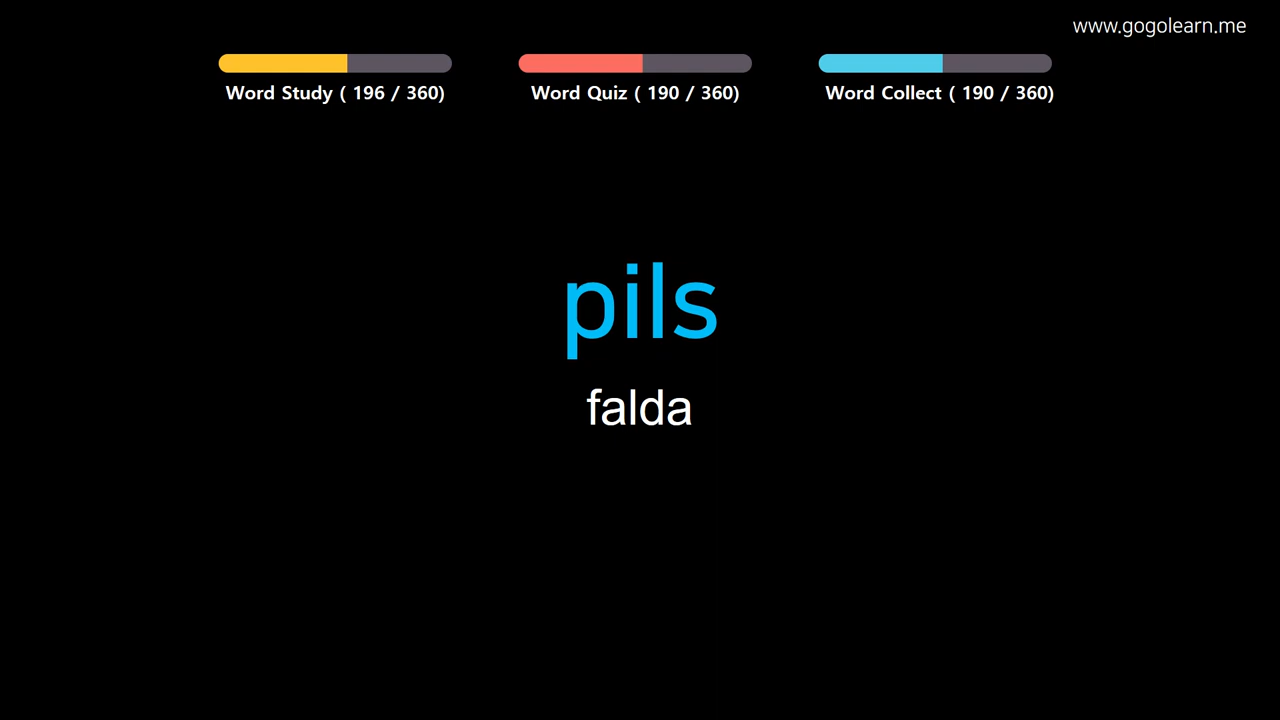 www.gogolearn.me
Word Study ( 196 / 360)
Word Quiz ( 190 / 360)
Word Collect ( 190 / 360)
pils
falda